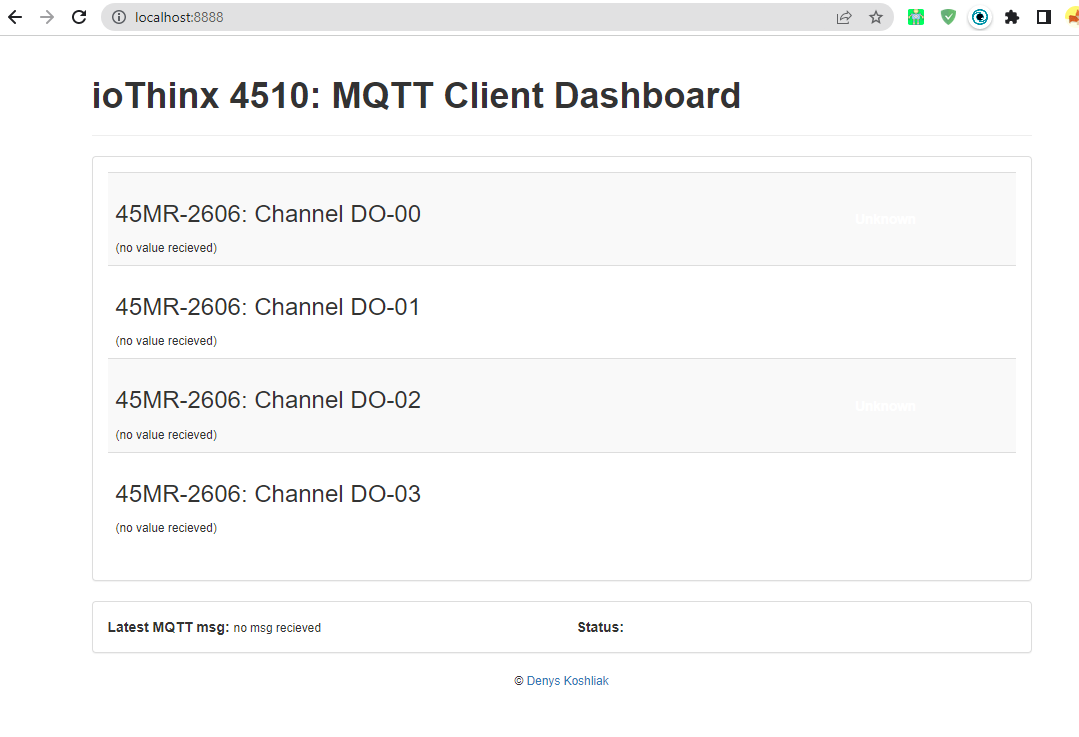 localhost:8888
ioThinx 4510: MQTT Client Dashboard
45MR-2606: Channel DO-00
Unknown
(no value recieved)
45MR-2606: Channel DO-01
(no value recieved)
45MR-2606: Channel DO-02
Unknown
(no value recieved)
45MR-2606: Channel DO-03
(no value recieved)
Latest MQTT msg: no msg recieved Status:
© Denys Koshliak